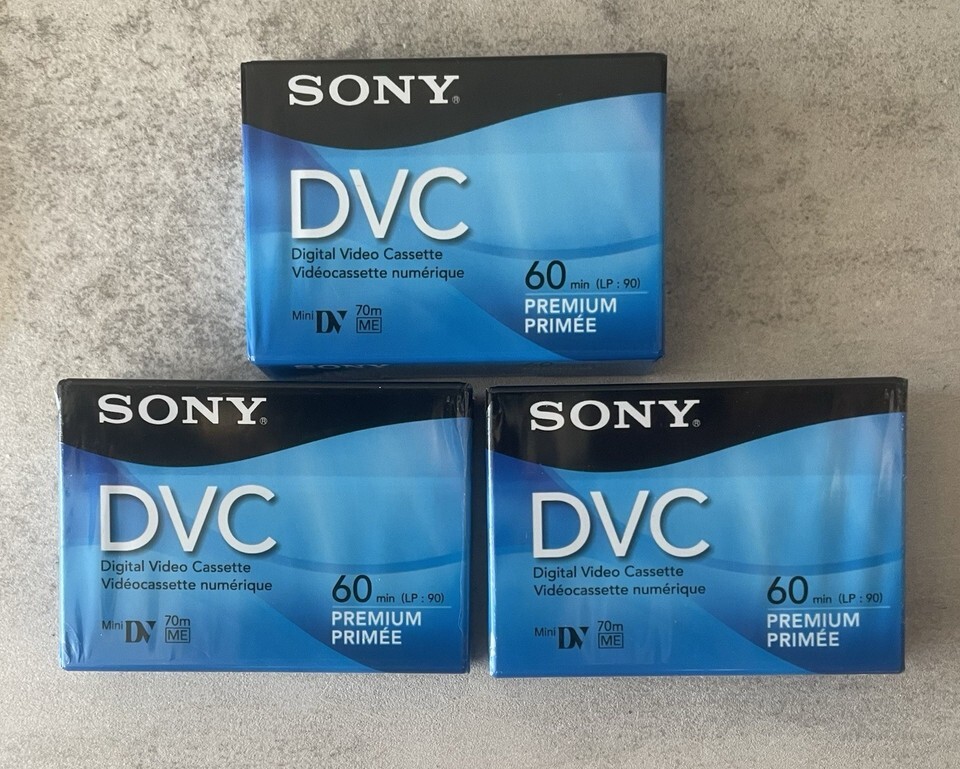 SONY®
DVC
Digital Video Cassette
Vidéocassette numérique
60 min (LP : 90)
PREMIUM
PRIMÉE
Mini DV 70m ME
SONY
SONY®
DVC
Digital Video Cassette
Vidéocassette numérique
60 min (LP : 90)
PREMIUM
PRIMÉE
Mini DV 70m ME
SONY®
DVC
Digital Video Cassette
Vidéocassette numérique
60 min (LP : 90)
PREMIUM
PRIMÉE
Mini DV 70m ME